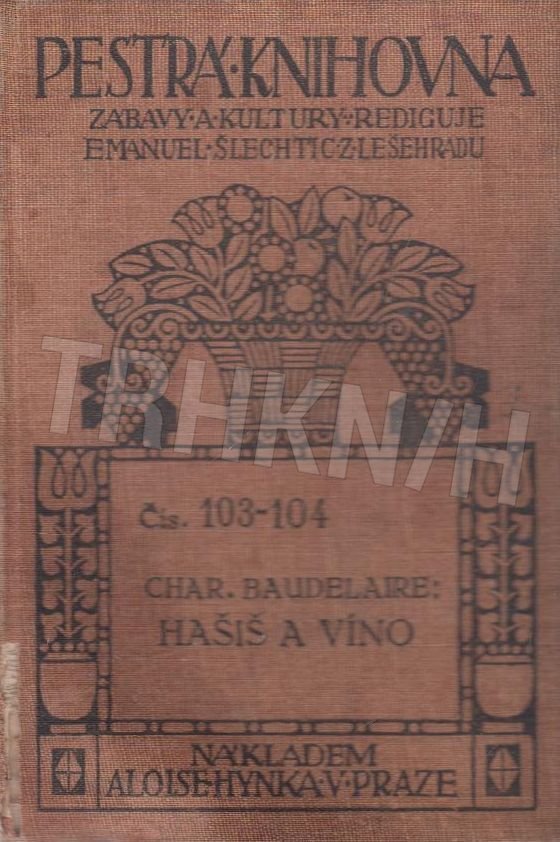 PESTRÁ·KNIHOVNA
ZÁBAVY·A·KULTURY·REDIGUJE
EMANUEL·ŠLECHTIC·Z·LEŠEHRADU
TRHKNIH
Čís. 103-104
CHAR. BAUDELAIRE:
HAŠIŠ A VÍNO
NÁKLADEM
ALOISE·HYNKA·V·PRAZE